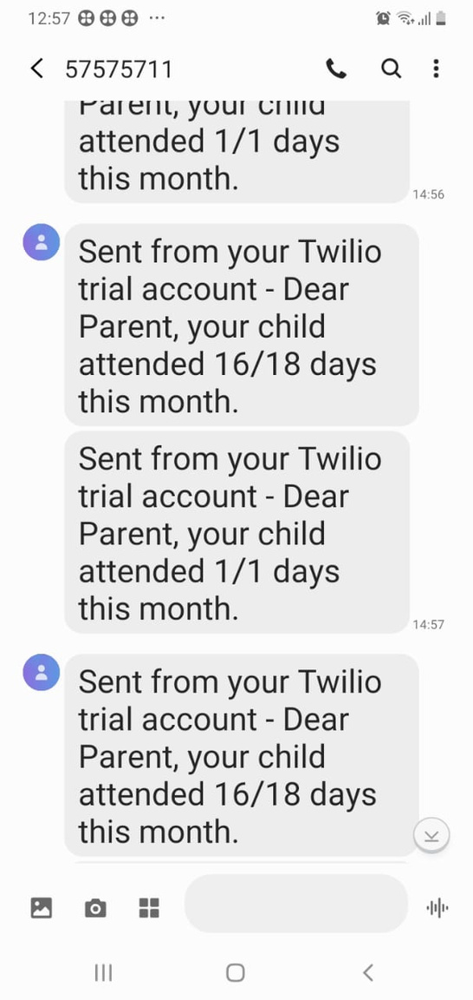 12:57
57575711
Parent, your child
attended 1/1 days
this month.
14:56
Sent from your Twilio
trial account - Dear
Parent, your child
attended 16/18 days
this month.
Sent from your Twilio
trial account - Dear
Parent, your child
attended 1/1 days
this month.
14:57
Sent from your Twilio
trial account - Dear
Parent, your child
attended 16/18 days
this month.